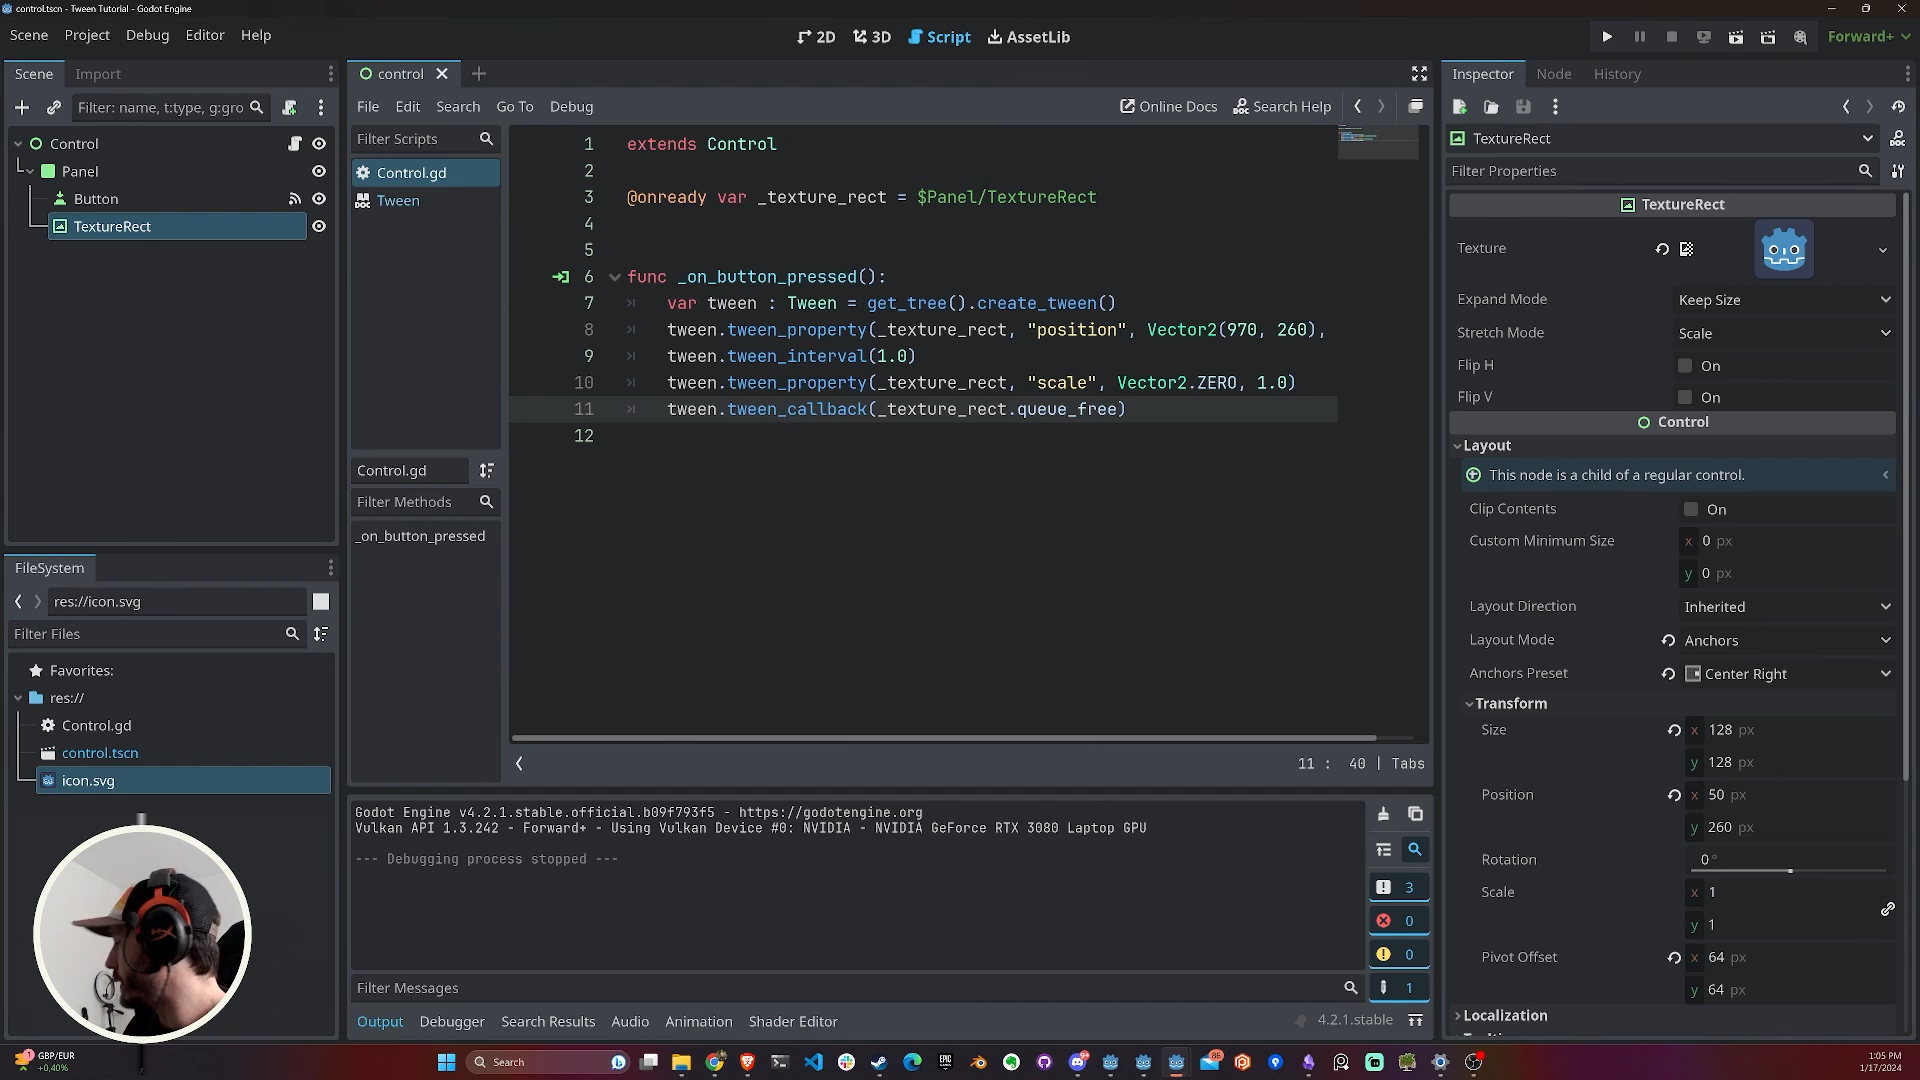 control.tscn - Tween Tutorial - Godot Engine
Scene Project Debug Editor Help
2D 3D Script AssetLib
Forward+
Scene Import
Filter: name, t:type, g:gro
Control
Panel
Button
TextureRect
FileSystem
res://icon.svg
Filter Files
Favorites:
res://
Control.gd
control.tscn
icon.svg
control
File Edit Search Go To Debug
Online Docs Search Help
Filter Scripts
Control.gd
Tween
Control.gd
Filter Methods
_on_button_pressed
1 extends Control
2
3 @onready var _texture_rect = $Panel/TextureRect
4
5
6 func _on_button_pressed():
7 var tween : Tween = get_tree().create_tween()
8 tween.tween_property(_texture_rect, "position", Vector2(970, 260),
9 tween.tween_interval(1.0)
10 tween.tween_property(_texture_rect, "scale", Vector2.ZERO, 1.0)
11 tween.tween_callback(_texture_rect.queue_free)
12
11 : 40 | Tabs
Godot Engine v4.2.1.stable.official.b09f793f5 - https://godotengine.org
Vulkan API 1.3.242 - Forward+ - Using Vulkan Device #0: NVIDIA - NVIDIA GeForce RTX 3080 Laptop GPU
--- Debugging process stopped ---
3
0
0
1
Filter Messages
Output Debugger Search Results Audio Animation Shader Editor
4.2.1.stable
Inspector Node History
TextureRect
Filter Properties
TextureRect
Texture
Expand Mode Keep Size
Stretch Mode Scale
Flip H On
Flip V On
Control
Layout
This node is a child of a regular control.
Clip Contents On
Custom Minimum Size x 0 px
y 0 px
Layout Direction Inherited
Layout Mode Anchors
Anchors Preset Center Right
Transform
Size x 128 px
y 128 px
Position x 50 px
y 260 px
Rotation 0°
Scale x 1
y 1
Pivot Offset x 64 px
y 64 px
Localization
GBP/EUR
+0,40%
Search
1:05 PM
1/17/2024